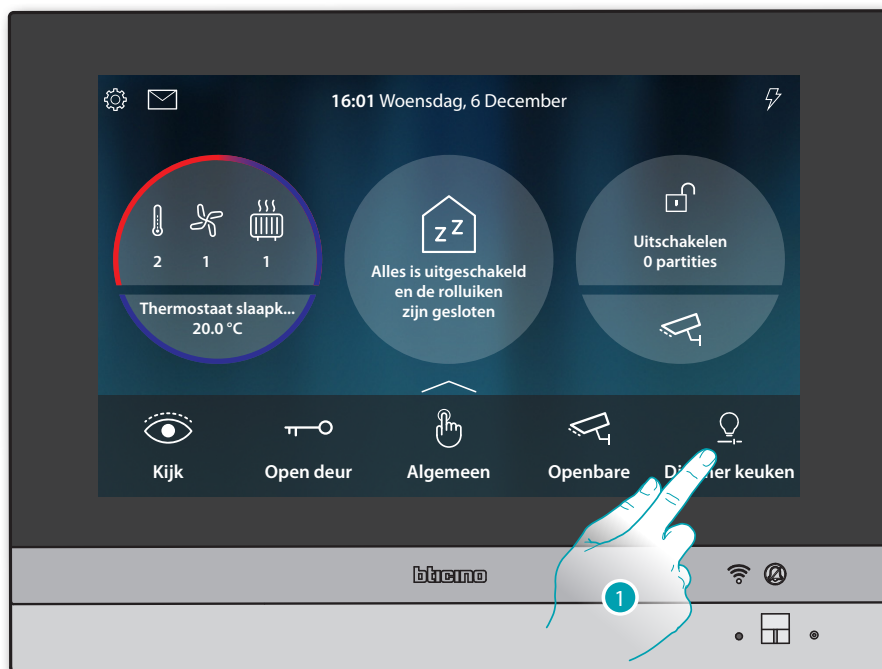 16:01 Woensdag, 6 December
2 1 1
Thermostaat slaapk...
20.0 °C
zZ
Alles is uitgeschakeld
en de rolluiken
zijn gesloten
Uitschakelen
0 partities
Kijk Open deur Algemeen Openbare keuken
bticino
1